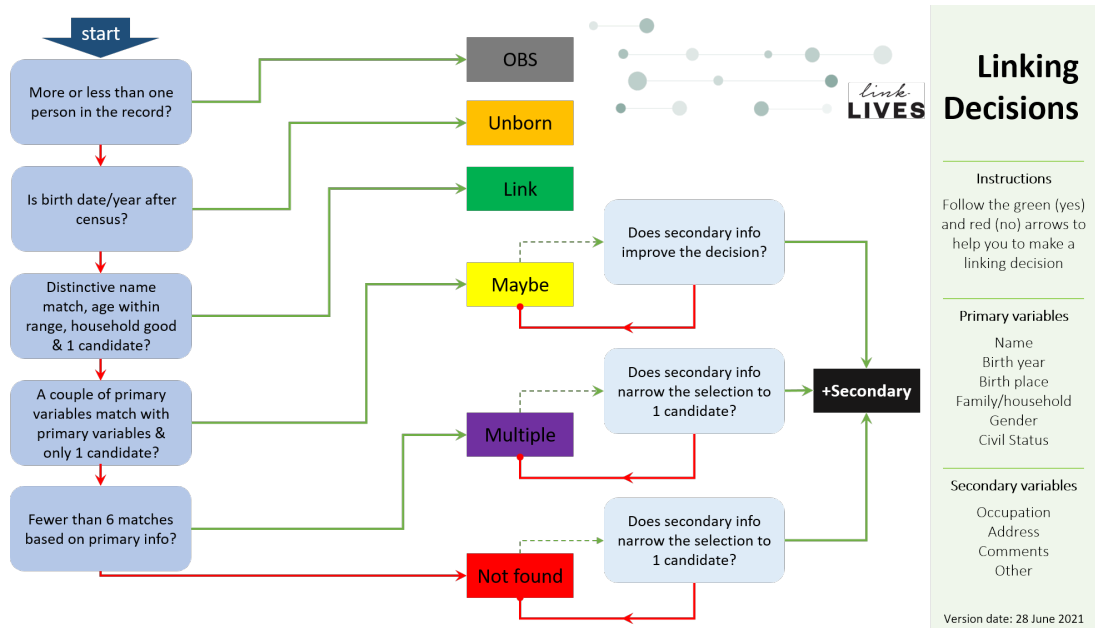 start
More or less than one
person in the record?
Is birth date/year after
census?
Distinctive name
match, age within
range, household good
& 1 candidate?
A couple of primary
variables match with
primary variables &
only 1 candidate?
Fewer than 6 matches
based on primary info?
OBS
Unborn
Link
Maybe
Multiple
Not found
Does secondary info
improve the decision?
Does secondary info
narrow the selection to
1 candidate?
Does secondary info
narrow the selection to
1 candidate?
+Secondary
link-
LIVES
Linking
Decisions
Instructions
Follow the green (yes)
and red (no) arrows to
help you to make a
linking decision
Primary variables
Name
Birth year
Birth place
Family/household
Gender
Civil Status
Secondary variables
Occupation
Address
Comments
Other
Version date: 28 June 2021